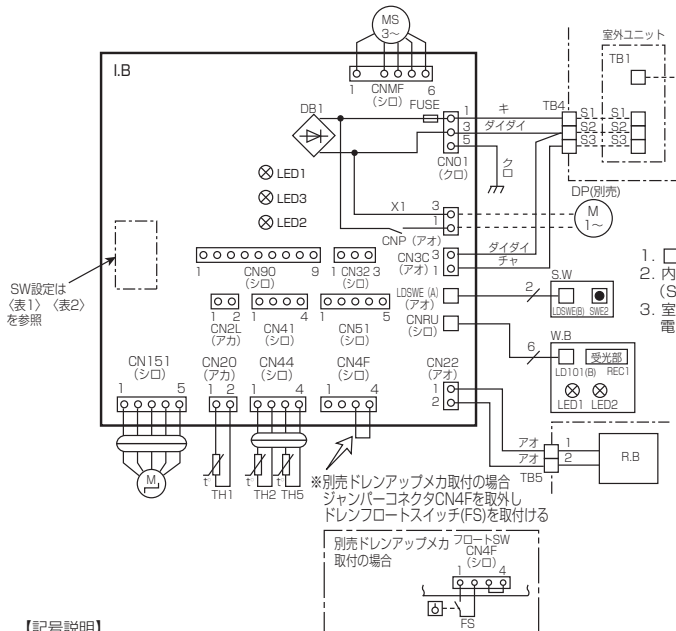 MS
3~
I.B
1 CNMF 6
(シロ)
FUSE
DB1
1
3
5
キ
ダイダイ
CN01
(クロ)
クロ
TB4
S1
S2
S3
室外ユニット
TB1
S1
S2
S3
LED1
LED3
LED2
X1
3
1
CNP (アオ)
DP(別売)
M
1~
SW設定は
〈表1〉〈表2〉
を参照
1 CN90 9
(シロ)
1 CN32 3
(シロ)
CN3C 3
(アオ) 1
ダイダイ
チャ
1.
2. 内
(S
3. 室
電
1 2
CN2L
(アカ)
1 4
CN41
(シロ)
1 5
CN51
(シロ)
LDSWE (A)
(アオ)
2
S.W
LDSWE(B) SWE2
CNRU
(シロ)
6
W.B
受光部
LD101(B) REC1
LED1 LED2
CN151
(シロ)
1 5
CN20
(アカ)
1 2
CN44
(シロ)
1 4
CN4F
(シロ)
1 4
CN22
(アオ)
1
2
アオ 1
アオ 2
TB5
R.B
M
t°
TH1
t°
TH2
t°
TH5
※別売ドレンアップメカ取付の場合
ジャンパーコネクタCN4Fを取外し
ドレンフロートスイッチ(FS)を取付ける
別売ドレンアップメカ
取付の場合
フロートSW
CN4F
(シロ)
1 4
FS
【記号説明】